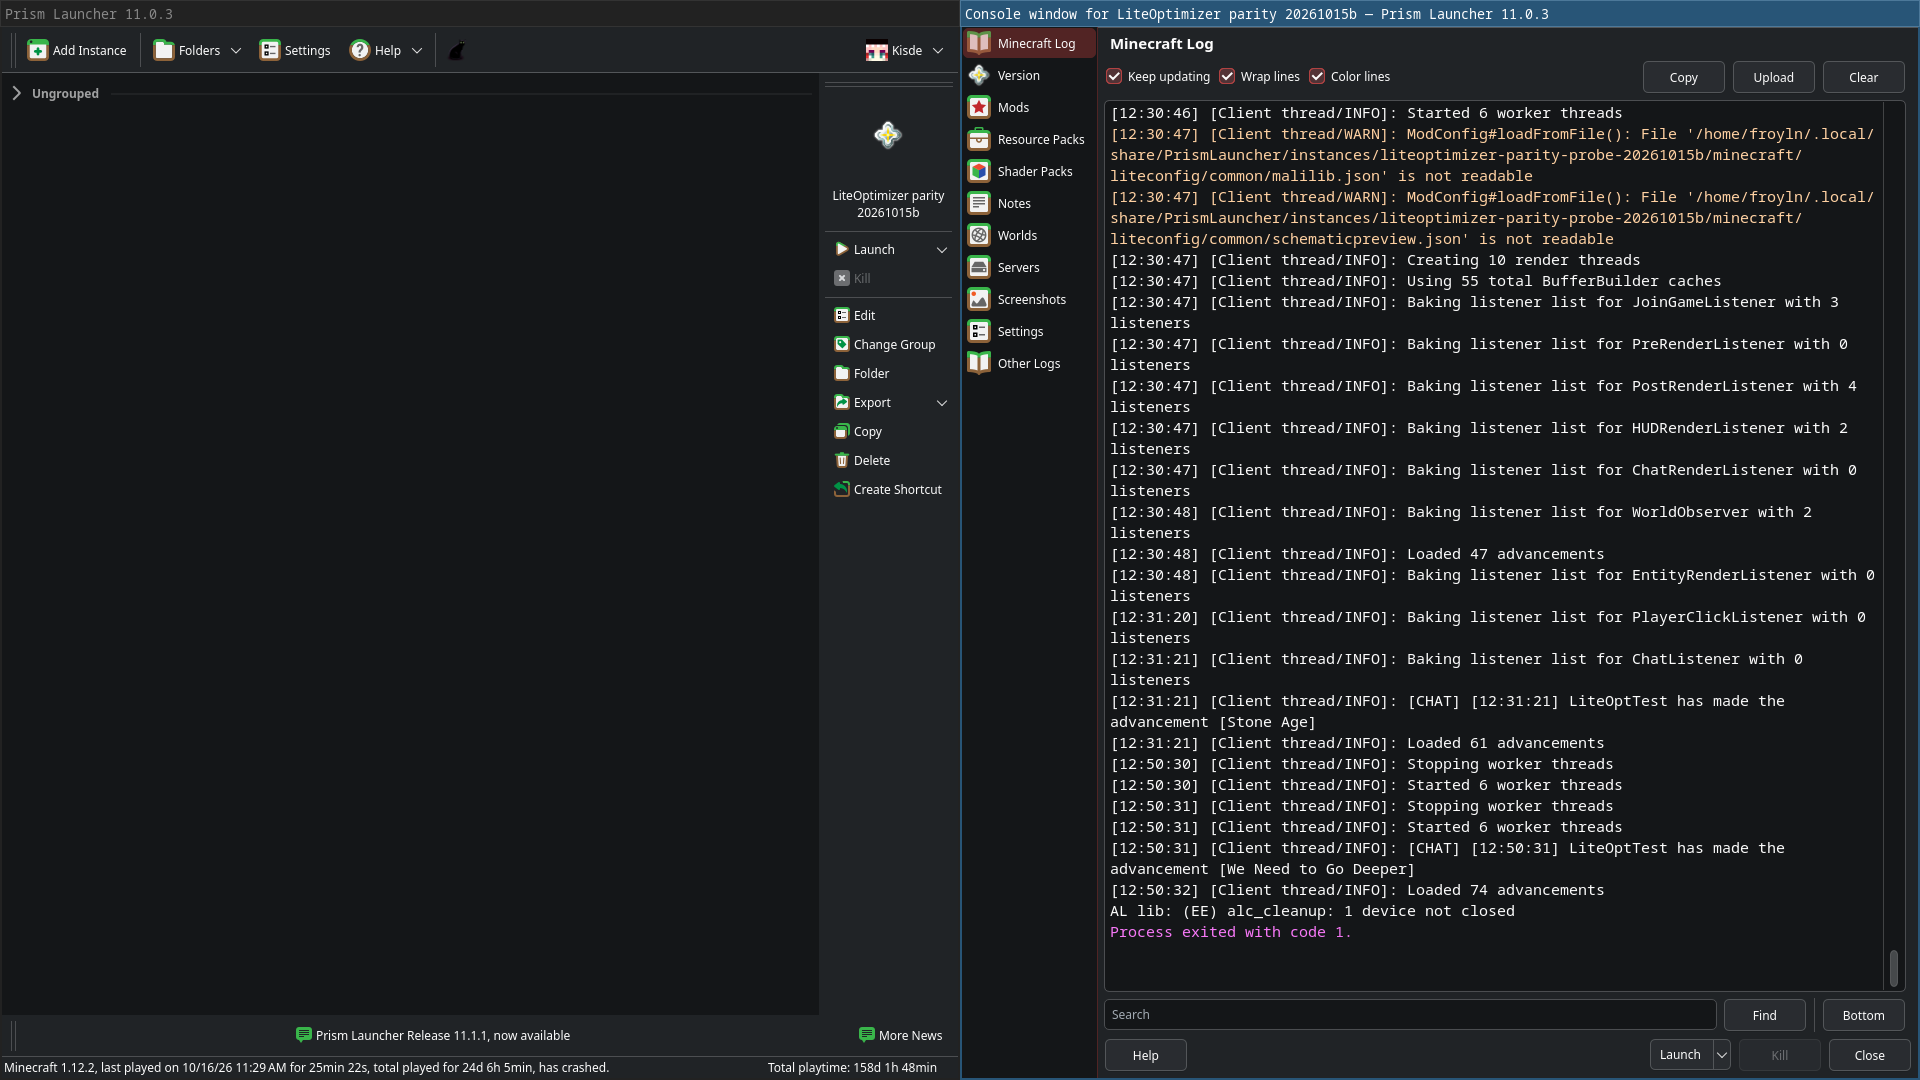 Prism Launcher 11.0.3
Add Instance
Folders
Settings
Help
Kisde
Ungrouped
LiteOptimizer parity
20261015b
Launch
Kill
Edit
Change Group
Folder
Export
Copy
Delete
Create Shortcut
Prism Launcher Release 11.1.1, now available
More News
Minecraft 1.12.2, last played on 10/16/26 11:29 AM for 25min 22s, total played for 24d 6h 5min, has crashed.
Total playtime: 158d 1h 48min
Console window for LiteOptimizer parity 20261015b — Prism Launcher 11.0.3
Minecraft Log
Version
Mods
Resource Packs
Shader Packs
Notes
Worlds
Servers
Screenshots
Settings
Other Logs
Minecraft Log
Keep updating
Wrap lines
Color lines
Copy
Upload
Clear
[12:30:46] [Client thread/INFO]: Started 6 worker threads
[12:30:47] [Client thread/WARN]: ModConfig#loadFromFile(): File '/home/froyln/.local/
share/PrismLauncher/instances/liteoptimizer-parity-probe-20261015b/minecraft/
liteconfig/common/malilib.json' is not readable
[12:30:47] [Client thread/WARN]: ModConfig#loadFromFile(): File '/home/froyln/.local/
share/PrismLauncher/instances/liteoptimizer-parity-probe-20261015b/minecraft/
liteconfig/common/schematicpreview.json' is not readable
[12:30:47] [Client thread/INFO]: Creating 10 render threads
[12:30:47] [Client thread/INFO]: Using 55 total BufferBuilder caches
[12:30:47] [Client thread/INFO]: Baking listener list for JoinGameListener with 3
listeners
[12:30:47] [Client thread/INFO]: Baking listener list for PreRenderListener with 0
listeners
[12:30:47] [Client thread/INFO]: Baking listener list for PostRenderListener with 4
listeners
[12:30:47] [Client thread/INFO]: Baking listener list for HUDRenderListener with 2
listeners
[12:30:47] [Client thread/INFO]: Baking listener list for ChatRenderListener with 0
listeners
[12:30:48] [Client thread/INFO]: Baking listener list for WorldObserver with 2
listeners
[12:30:48] [Client thread/INFO]: Loaded 47 advancements
[12:30:48] [Client thread/INFO]: Baking listener list for EntityRenderListener with 0
listeners
[12:31:20] [Client thread/INFO]: Baking listener list for PlayerClickListener with 0
listeners
[12:31:21] [Client thread/INFO]: Baking listener list for ChatListener with 0
listeners
[12:31:21] [Client thread/INFO]: [CHAT] [12:31:21] LiteOptTest has made the
advancement [Stone Age]
[12:31:21] [Client thread/INFO]: Loaded 61 advancements
[12:50:30] [Client thread/INFO]: Stopping worker threads
[12:50:30] [Client thread/INFO]: Started 6 worker threads
[12:50:31] [Client thread/INFO]: Stopping worker threads
[12:50:31] [Client thread/INFO]: Started 6 worker threads
[12:50:31] [Client thread/INFO]: [CHAT] [12:50:31] LiteOptTest has made the
advancement [We Need to Go Deeper]
[12:50:32] [Client thread/INFO]: Loaded 74 advancements
AL lib: (EE) alc_cleanup: 1 device not closed
Process exited with code 1.
Search
Find
Bottom
Help
Launch
Kill
Close